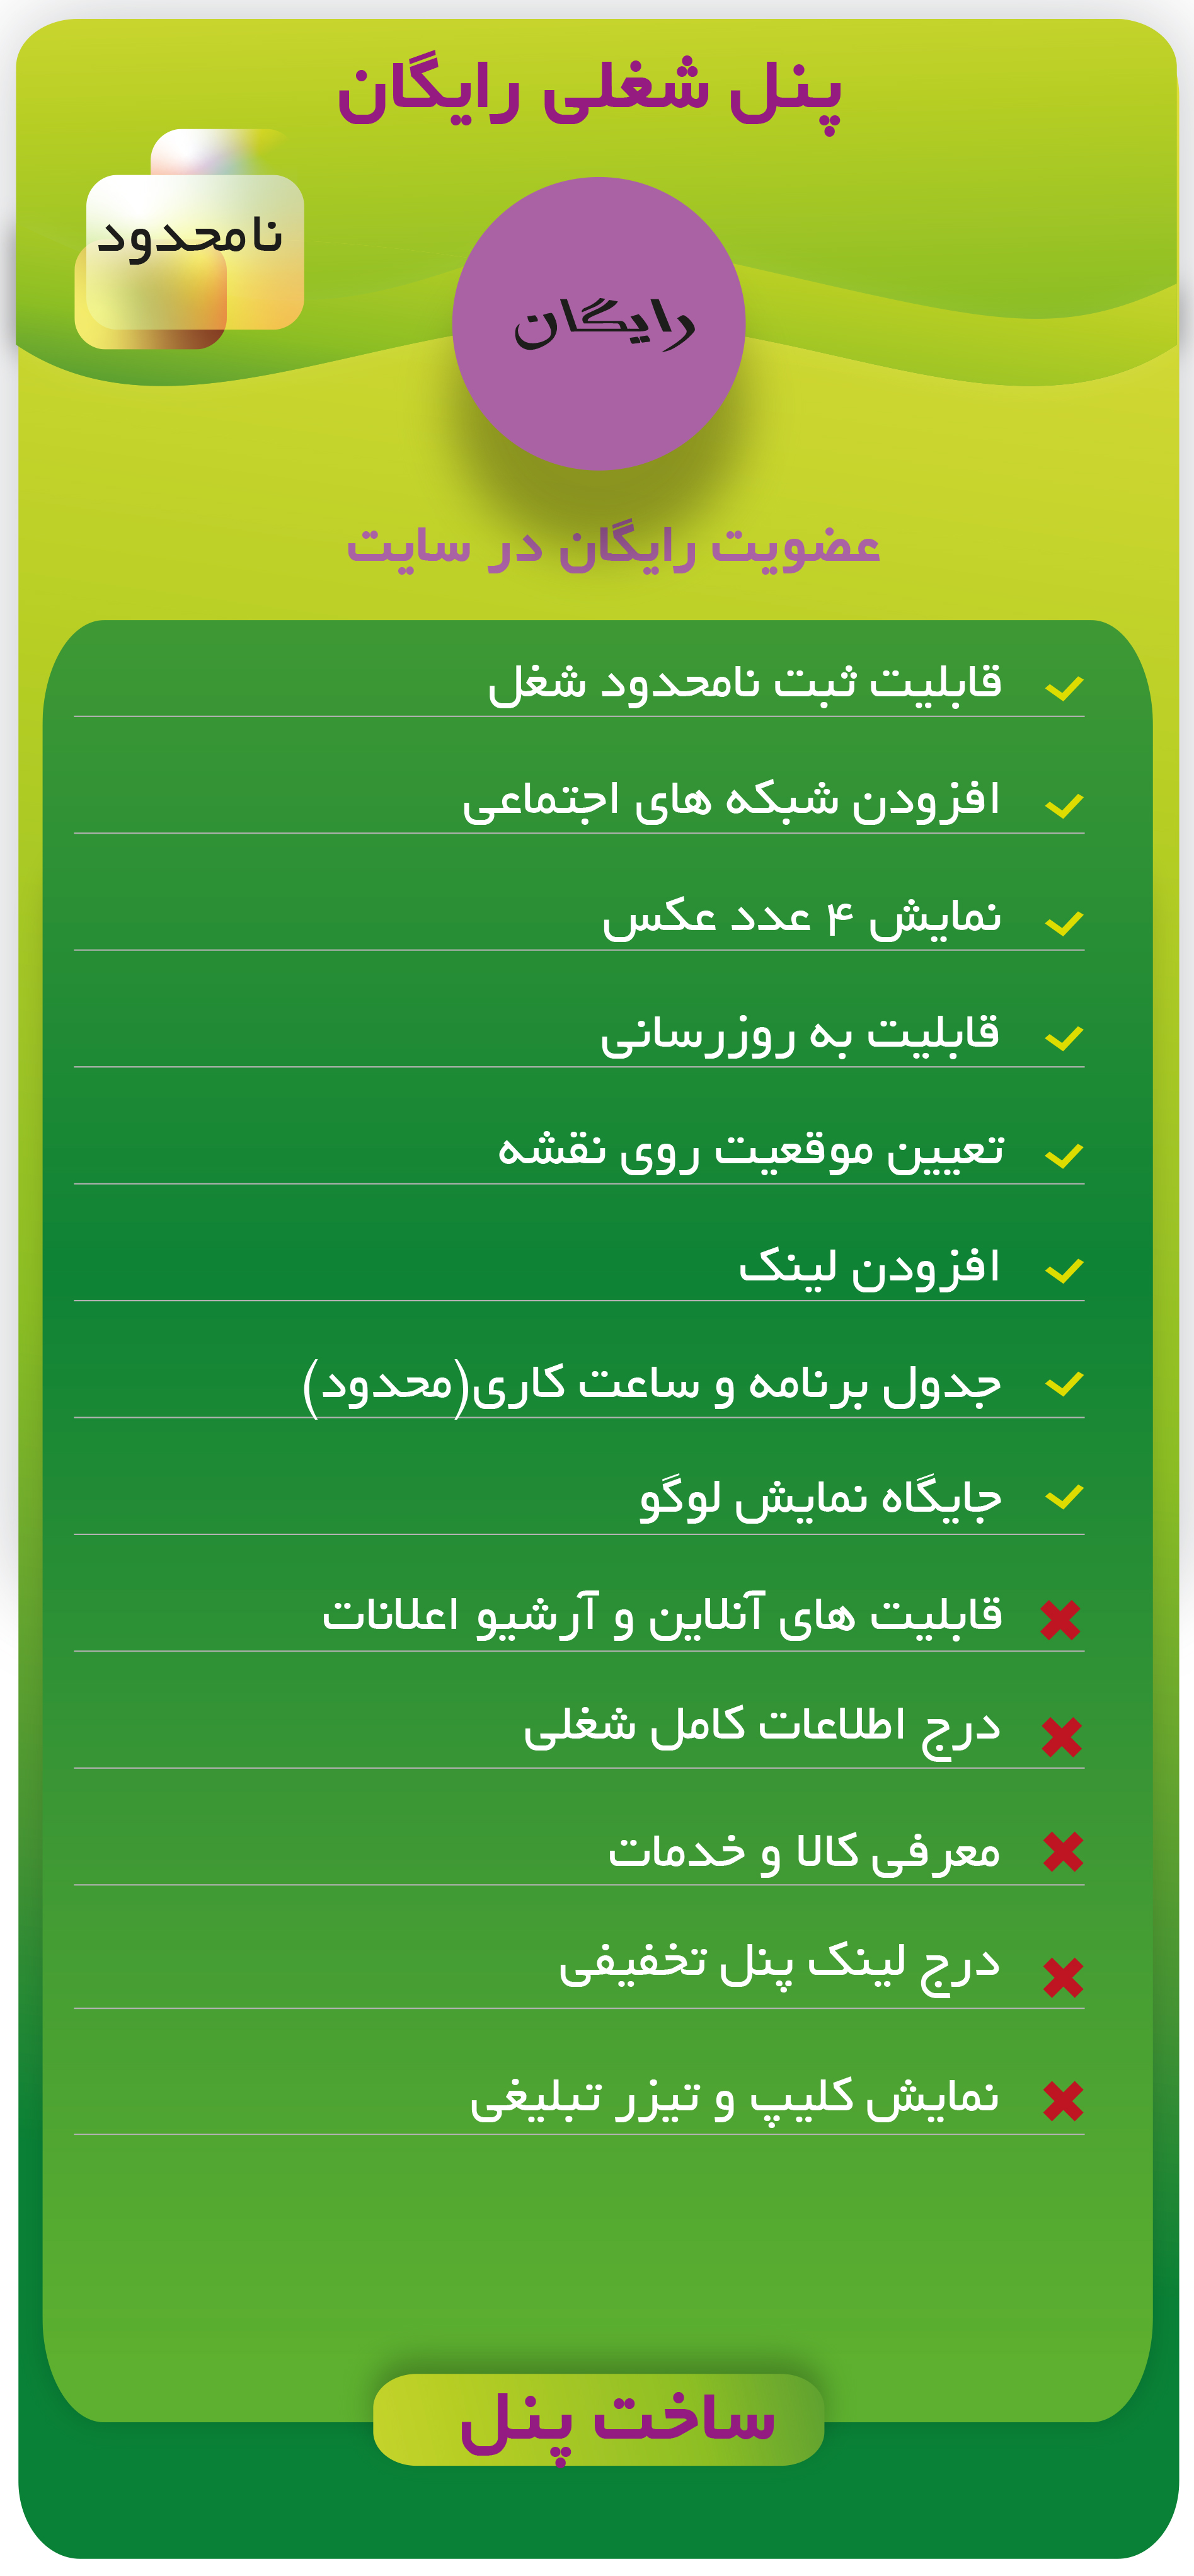 پنل شغلی رایگان
نامحدود
رایگان
عضویت رایگان در سایت
قابلیت ثبت نامحدود شغل
افزودن شبکه های اجتماعی
نمایش ۴ عدد عکس
قابلیت به روزرسانی
تعیین موقعیت روی نقشه
افزودن لینک
جدول برنامه و ساعت کاری(محدود)
جایگاه نمایش لوگو
قابلیت های آنلاین و آرشیو اعلانات
درج اطلاعات کامل شغلی
معرفی کالا و خدمات
درج لینک پنل تخفیفی
نمایش کلیپ و تیزر تبلیغی
ساخت پنل